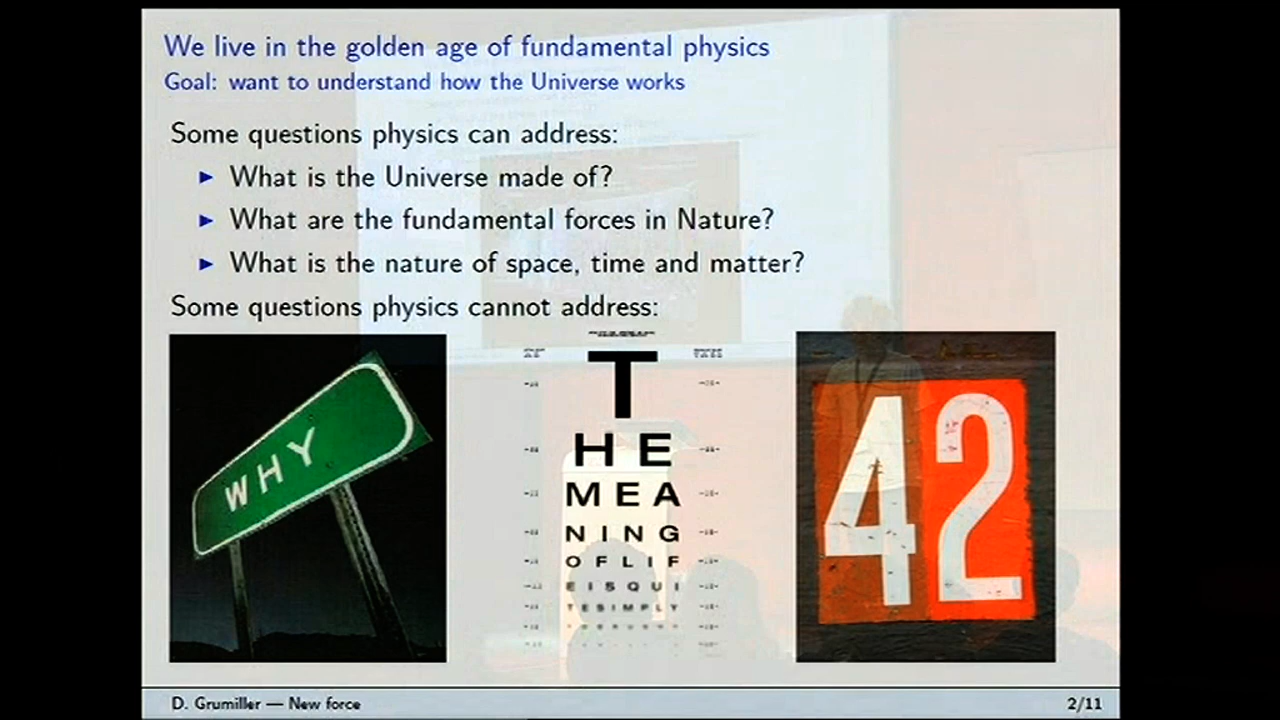 We live in the golden age of fundamental physics
Goal: want to understand how the Universe works
Some questions physics can address:
What is the Universe made of?
What are the fundamental forces in Nature?
What is the nature of space, time and matter?
Some questions physics cannot address:
WHY
T
HE
MEA
NING
OFLIF
EISQUI
TESIMPLY
42
D. Grumiller — New force
2/11